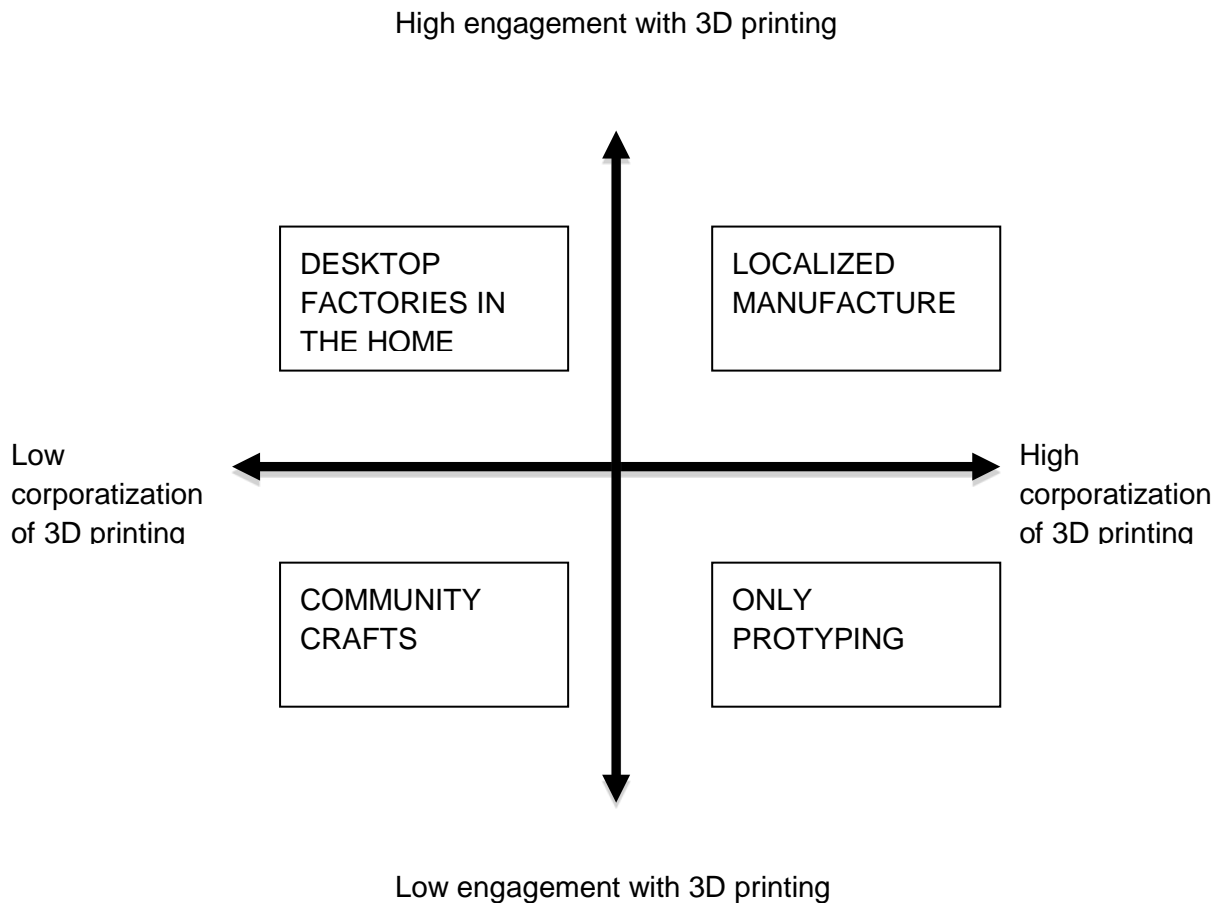 High engagement with 3D printing
DESKTOP
FACTORIES IN
THE HOME
LOCALIZED
MANUFACTURE
Low
corporatization
of 3D printing
High
corporatization
of 3D printing
COMMUNITY
CRAFTS
ONLY
PROTYPING
Low engagement with 3D printing